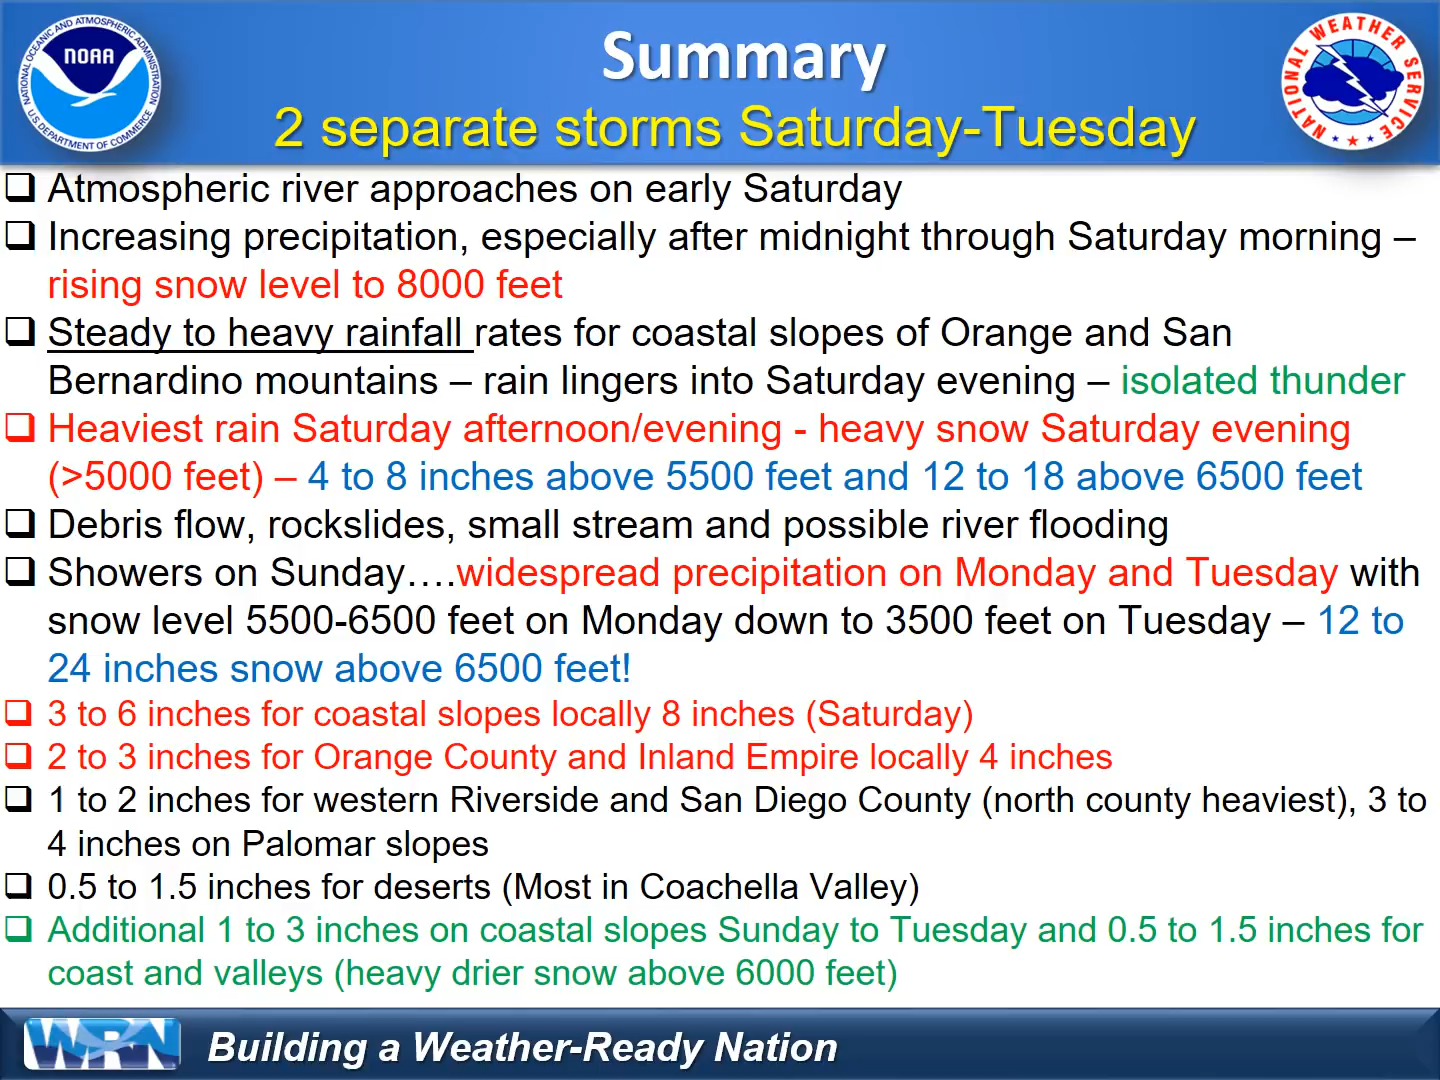 NOAA
NATIONAL OCEANIC AND ATMOSPHERIC ADMINISTRATION
U.S. DEPARTMENT OF COMMERCE
Summary
2 separate storms Saturday-Tuesday
NATIONAL WEATHER SERVICE
Atmospheric river approaches on early Saturday
Increasing precipitation, especially after midnight through Saturday morning –
rising snow level to 8000 feet
Steady to heavy rainfall rates for coastal slopes of Orange and San
Bernardino mountains – rain lingers into Saturday evening – isolated thunder
Heaviest rain Saturday afternoon/evening - heavy snow Saturday evening
(>5000 feet) – 4 to 8 inches above 5500 feet and 12 to 18 above 6500 feet
Debris flow, rockslides, small stream and possible river flooding
Showers on Sunday….widespread precipitation on Monday and Tuesday with
snow level 5500-6500 feet on Monday down to 3500 feet on Tuesday – 12 to
24 inches snow above 6500 feet!
3 to 6 inches for coastal slopes locally 8 inches (Saturday)
2 to 3 inches for Orange County and Inland Empire locally 4 inches
1 to 2 inches for western Riverside and San Diego County (north county heaviest), 3 to
4 inches on Palomar slopes
0.5 to 1.5 inches for deserts (Most in Coachella Valley)
Additional 1 to 3 inches on coastal slopes Sunday to Tuesday and 0.5 to 1.5 inches for
coast and valleys (heavy drier snow above 6000 feet)
WRN
Building a Weather-Ready Nation